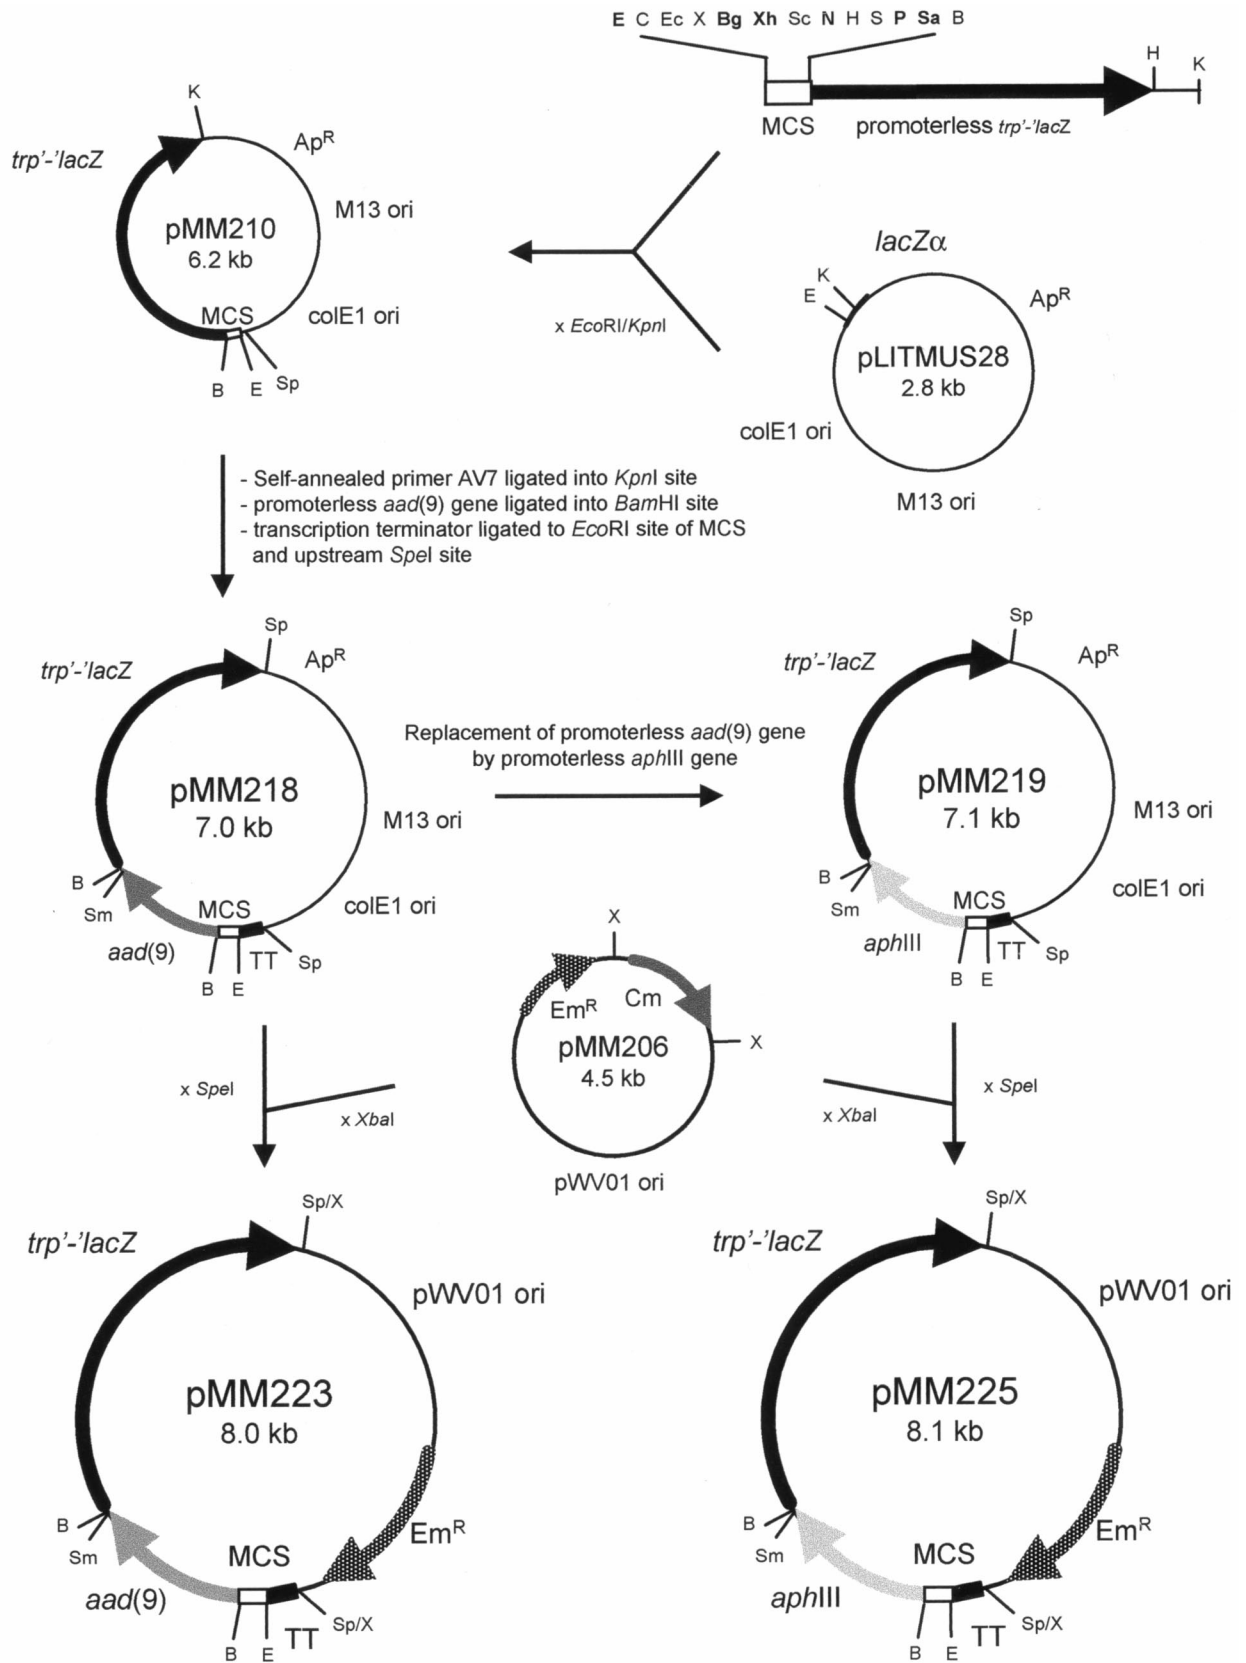 E C Ec X Bg Xh Sc N H S P Sa B
H
K
MCS
promoterless trp'-'lacZ
K
trp'-'lacZ
ApR
M13 ori
pMM210
6.2 kb
MCS
colE1 ori
B
E
Sp
x EcoRI/KpnI
lacZα
K
E
ApR
pLITMUS28
2.8 kb
colE1 ori
M13 ori
- Self-annealed primer AV7 ligated into KpnI site
- promoterless aad(9) gene ligated into BamHI site
- transcription terminator ligated to EcoRI site of MCS
and upstream SpeI site
Sp
trp'-'lacZ
ApR
pMM218
7.0 kb
M13 ori
B
Sm
MCS
colE1 ori
aad(9)
TT
Sp
B
E
Replacement of promoterless aad(9) gene
by promoterless aphIII gene
Sp
trp'-'lacZ
ApR
pMM219
7.1 kb
M13 ori
B
Sm
MCS
colE1 ori
aphIII
TT
Sp
B
E
X
EmR
Cm
pMM206
4.5 kb
X
pWV01 ori
x SpeI
x XbaI
x SpeI
x XbaI
Sp/X
trp'-'lacZ
pWV01 ori
pMM223
8.0 kb
B
Sm
MCS
EmR
aad(9)
B
E
TT
Sp/X
Sp/X
trp'-'lacZ
pWV01 ori
pMM225
8.1 kb
B
Sm
MCS
EmR
aphIII
B
E
TT
Sp/X